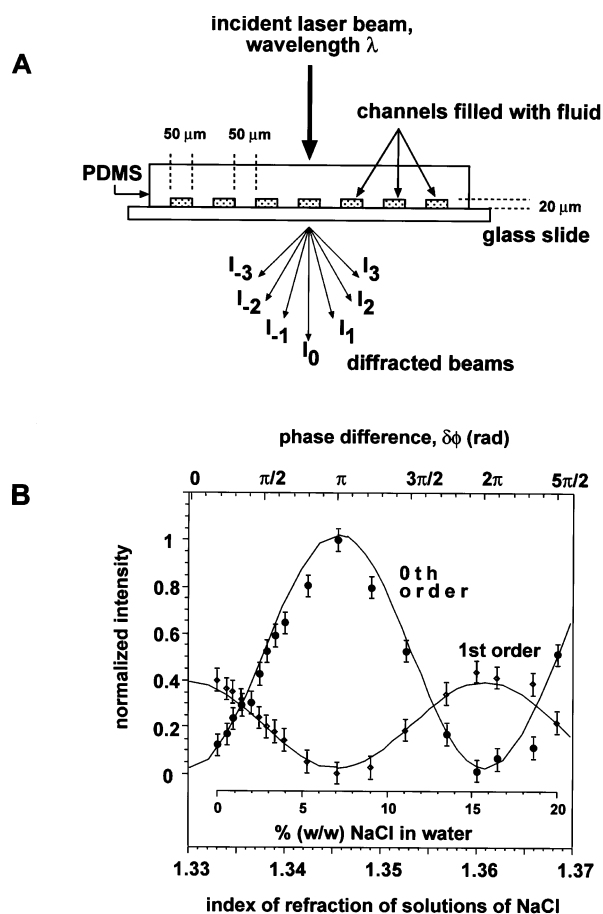 incident laser beam,
wavelength λ
A
channels filled with fluid
50 μm
50 μm
PDMS
20 μm
glass slide
I-3
I3
I-2
I2
I-1
I1
I0
diffracted beams
phase difference, δϕ (rad)
0
π/2
π
3π/2
2π
5π/2
B
1
0th
order
0.8
0.6
1st order
0.4
0.2
0
normalized intensity
0
5
10
15
20
% (w/w) NaCl in water
1.33
1.34
1.35
1.36
1.37
index of refraction of solutions of NaCl